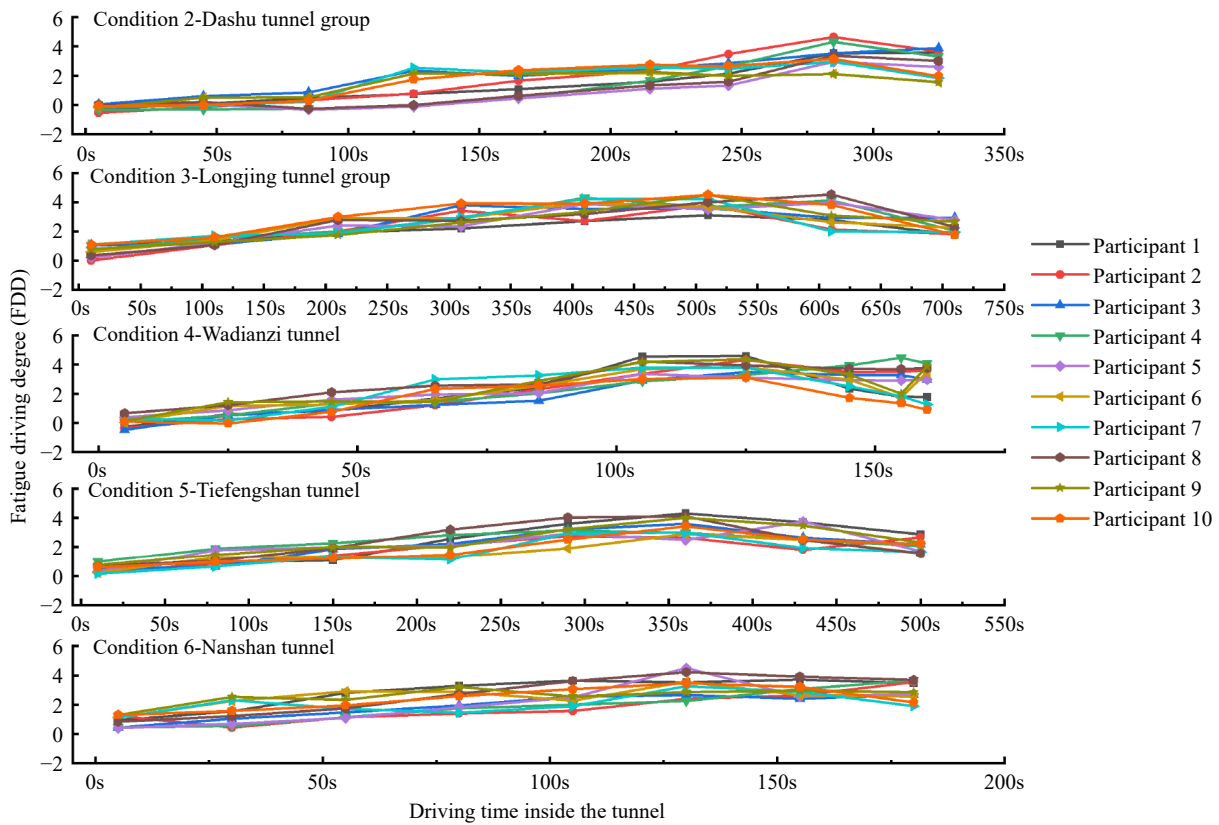 Condition 2-Dashu tunnel group
6
4
2
0
−2
0s 50s 100s 150s 200s 250s 300s 350s
Condition 3-Longjing tunnel group
6
4
2
0
−2
0s 50s 100s 150s 200s 250s 300s 350s 400s 450s 500s 550s 600s 650s 700s 750s
Condition 4-Wadianzi tunnel
6
4
2
0
−2
0s 50s 100s 150s
Condition 5-Tiefengshan tunnel
6
4
2
0
−2
0s 50s 100s 150s 200s 250s 300s 350s 400s 450s 500s 550s
Condition 6-Nanshan tunnel
6
4
2
0
−2
0s 50s 100s 150s 200s
Driving time inside the tunnel
Fatigue driving degree (FDD)
Participant 1
Participant 2
Participant 3
Participant 4
Participant 5
Participant 6
Participant 7
Participant 8
Participant 9
Participant 10